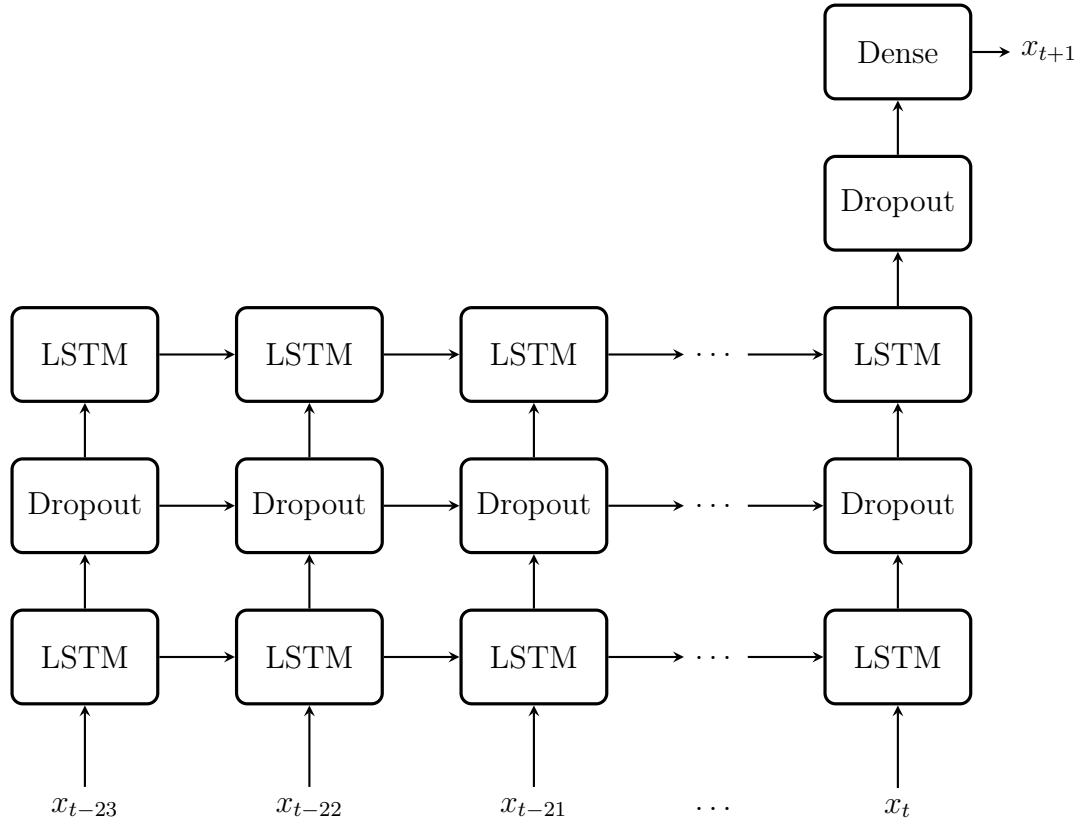 Dense x_{t+1}
Dropout
LSTM LSTM LSTM ... LSTM
Dropout Dropout Dropout ... Dropout
LSTM LSTM LSTM ... LSTM
x_{t−23} x_{t−22} x_{t−21} ... x_t